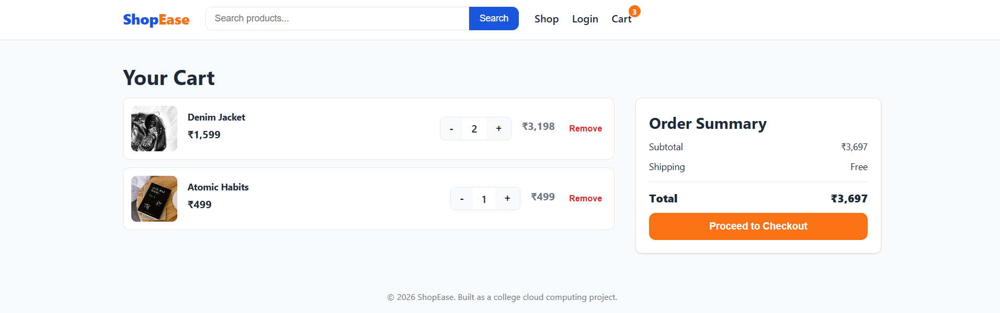 ShopEase
Search products...
Search
Shop
Login
Cart
3
Your Cart
Denim Jacket
₹1,599
-
2
+
₹3,198
Remove
Atomic Habits
₹499
-
1
+
₹499
Remove
Order Summary
Subtotal ₹3,697
Shipping Free
Total ₹3,697
Proceed to Checkout
© 2026 ShopEase. Built as a college cloud computing project.